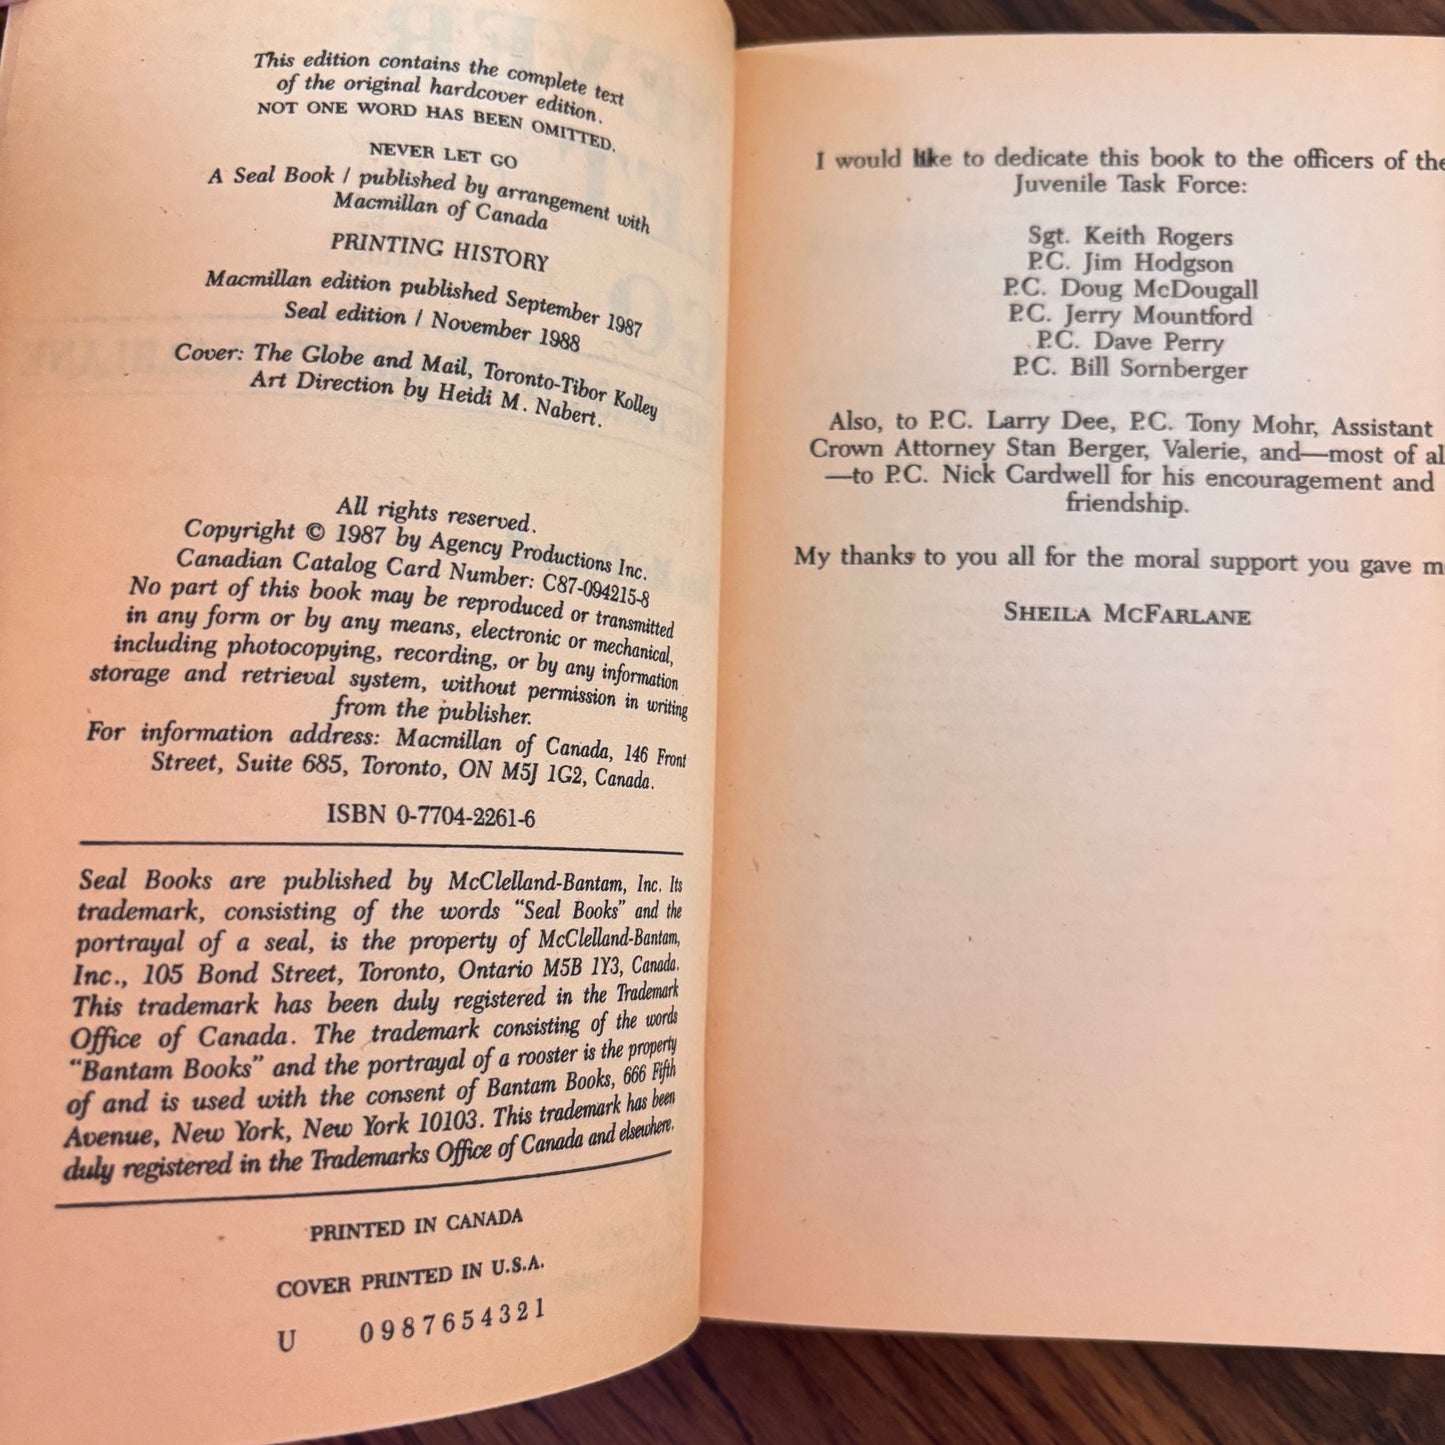 This edition contains the complete text
of the original hardcover edition.
NOT ONE WORD HAS BEEN OMITTED.
NEVER LET GO
A Seal Book / published by arrangement with
Macmillan of Canada
PRINTING HISTORY
Macmillan edition published September 1987
Seal edition / November 1988
Cover: The Globe and Mail, Toronto-Tibor Kolley
Art Direction by Heidi M. Nabert.
All rights reserved.
Copyright © 1987 by Agency Productions Inc.
Canadian Catalog Card Number: C87-094215-8
No part of this book may be reproduced or transmitted
in any form or by any means, electronic or mechanical,
including photocopying, recording, or by any information
storage and retrieval system, without permission in writing
from the publisher.
For information address: Macmillan of Canada, 146 Front
Street, Suite 685, Toronto, ON M5J 1G2, Canada.
ISBN 0-7704-2261-6
Seal Books are published by McClelland-Bantam, Inc. Its
trademark, consisting of the words "Seal Books" and the
portrayal of a seal, is the property of McClelland-Bantam,
Inc., 105 Bond Street, Toronto, Ontario M5B 1Y3, Canada.
This trademark has been duly registered in the Trademark
Office of Canada. The trademark consisting of the words
"Bantam Books" and the portrayal of a rooster is the property
of and is used with the consent of Bantam Books, 666 Fifth
Avenue, New York, New York 10103. This trademark has been
duly registered in the Trademarks Office of Canada and elsewhere.
PRINTED IN CANADA
COVER PRINTED IN U.S.A.
U 0987654321
I would like to dedicate this book to the officers of the
Juvenile Task Force:
Sgt. Keith Rogers
P.C. Jim Hodgson
P.C. Doug McDougall
P.C. Jerry Mountford
P.C. Dave Perry
P.C. Bill Sornberger
Also, to P.C. Larry Dee, P.C. Tony Mohr, Assistant
Crown Attorney Stan Berger, Valerie, and—most of al
—to P.C. Nick Cardwell for his encouragement and
friendship.
My thanks to you all for the moral support you gave m
SHEILA MCFARLANE